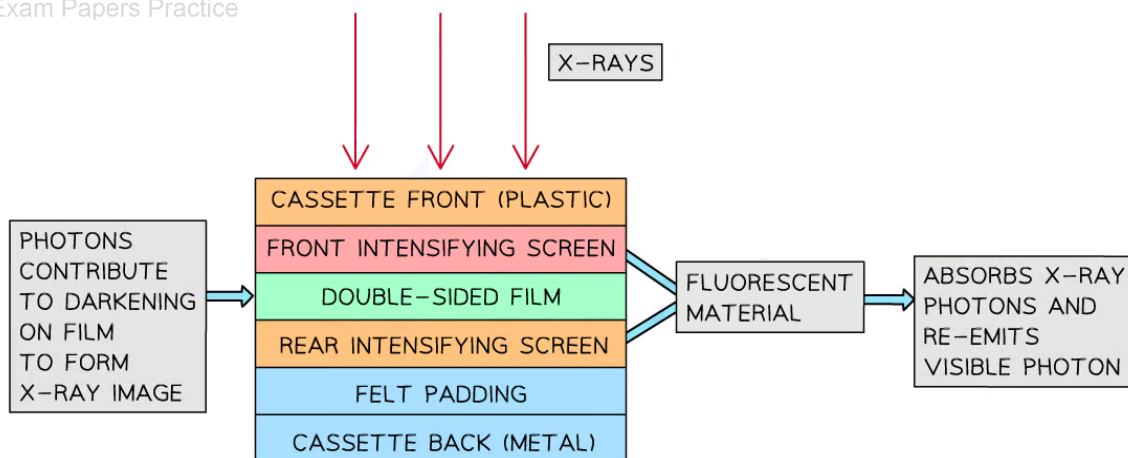 Exam Papers Practice
X-RAYS
CASSETTE FRONT (PLASTIC)
FRONT INTENSIFYING SCREEN
DOUBLE-SIDED FILM
REAR INTENSIFYING SCREEN
FELT PADDING
CASSETTE BACK (METAL)
PHOTONS
CONTRIBUTE
TO DARKENING
ON FILM
TO FORM
X-RAY IMAGE
FLUORESCENT
MATERIAL
ABSORBS X-RAY
PHOTONS AND
RE-EMITS
VISIBLE PHOTON